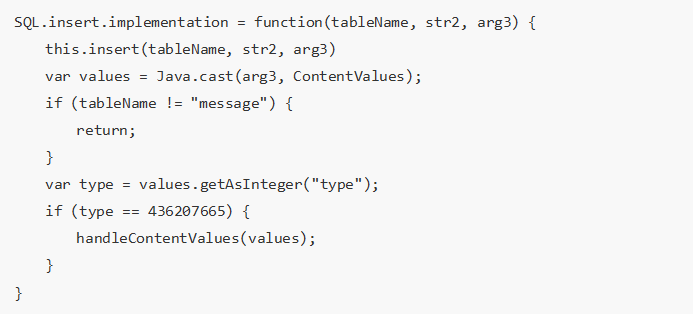 SQL.insert.implementation = function(tableName, str2, arg3) {
    this.insert(tableName, str2, arg3)
    var values = Java.cast(arg3, ContentValues);
    if (tableName != "message") {
        return;
    }
    var type = values.getAsInteger("type");
    if (type == 436207665) {
        handleContentValues(values);
    }
}